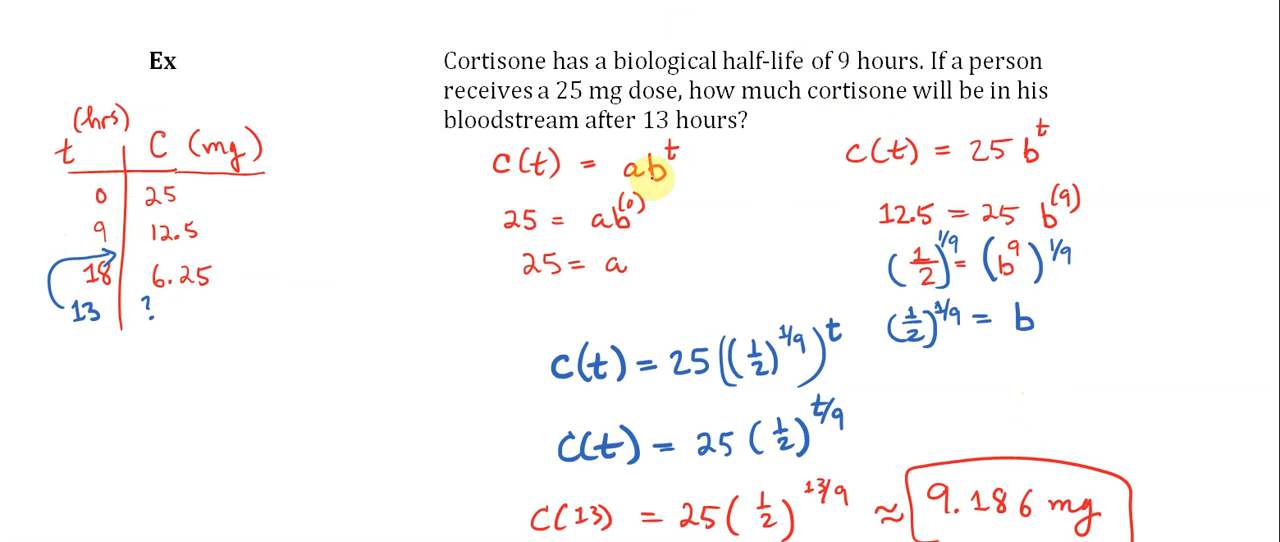 Ex
Cortisone has a biological half-life of 9 hours. If a person
receives a 25 mg dose, how much cortisone will be in his
bloodstream after 13 hours?
t (hrs) | C (mg)
0 | 25
9 | 12.5
18 | 6.25
13 | ?
C(t) = ab^t
25 = ab^(0)
25 = a
C(t) = 25 b^t
12.5 = 25 b^(9)
(1/2)^1/9 = (b^9)^1/9
(1/2)^1/9 = b
C(t) = 25((1/2)^1/9)^t
C(t) = 25(1/2)^t/9
C(13) = 25(1/2)^13/9 ≈ 9.186 mg